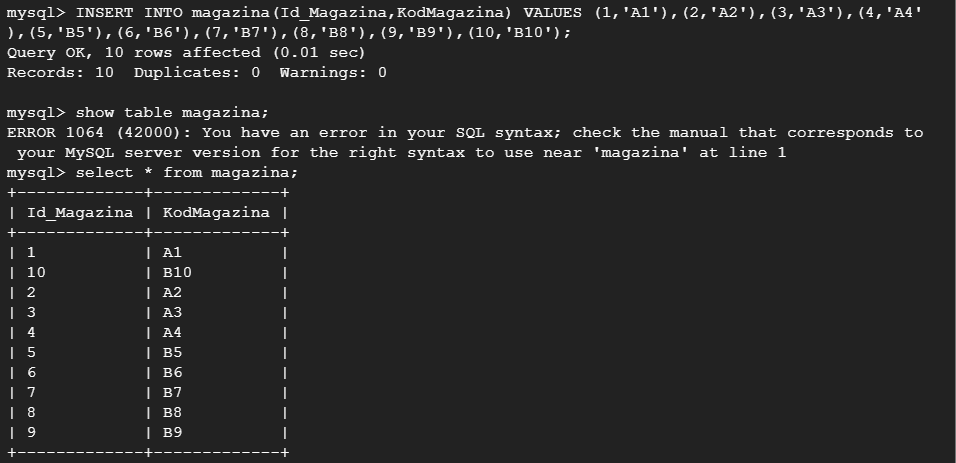 mysql> INSERT INTO magazina(Id_Magazina,KodMagazina) VALUES (1,'A1'),(2,'A2'),(3,'A3'),(4,'A4'
),(5,'B5'),(6,'B6'),(7,'B7'),(8,'B8'),(9,'B9'),(10,'B10');
Query OK, 10 rows affected (0.01 sec)
Records: 10  Duplicates: 0  Warnings: 0

mysql> show table magazina;
ERROR 1064 (42000): You have an error in your SQL syntax; check the manual that corresponds to
 your MySQL server version for the right syntax to use near 'magazina' at line 1
mysql> select * from magazina;
+-------------+-------------+
| Id_Magazina | KodMagazina |
+-------------+-------------+
| 1           | A1          |
| 10          | B10         |
| 2           | A2          |
| 3           | A3          |
| 4           | A4          |
| 5           | B5          |
| 6           | B6          |
| 7           | B7          |
| 8           | B8          |
| 9           | B9          |
+-------------+-------------+